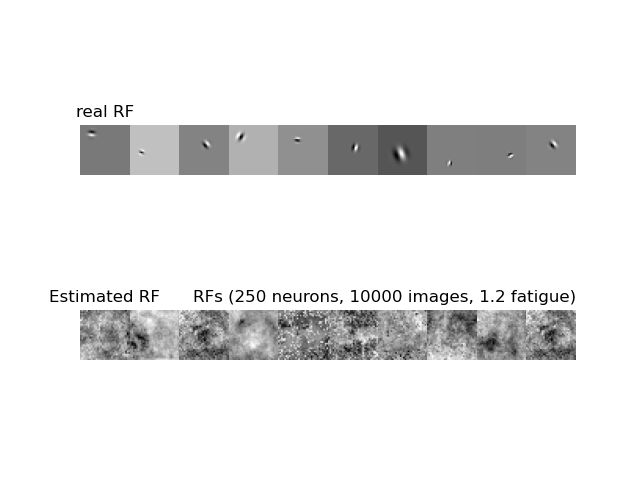 real RF
Estimated RF
RFs (250 neurons, 10000 images, 1.2 fatigue)